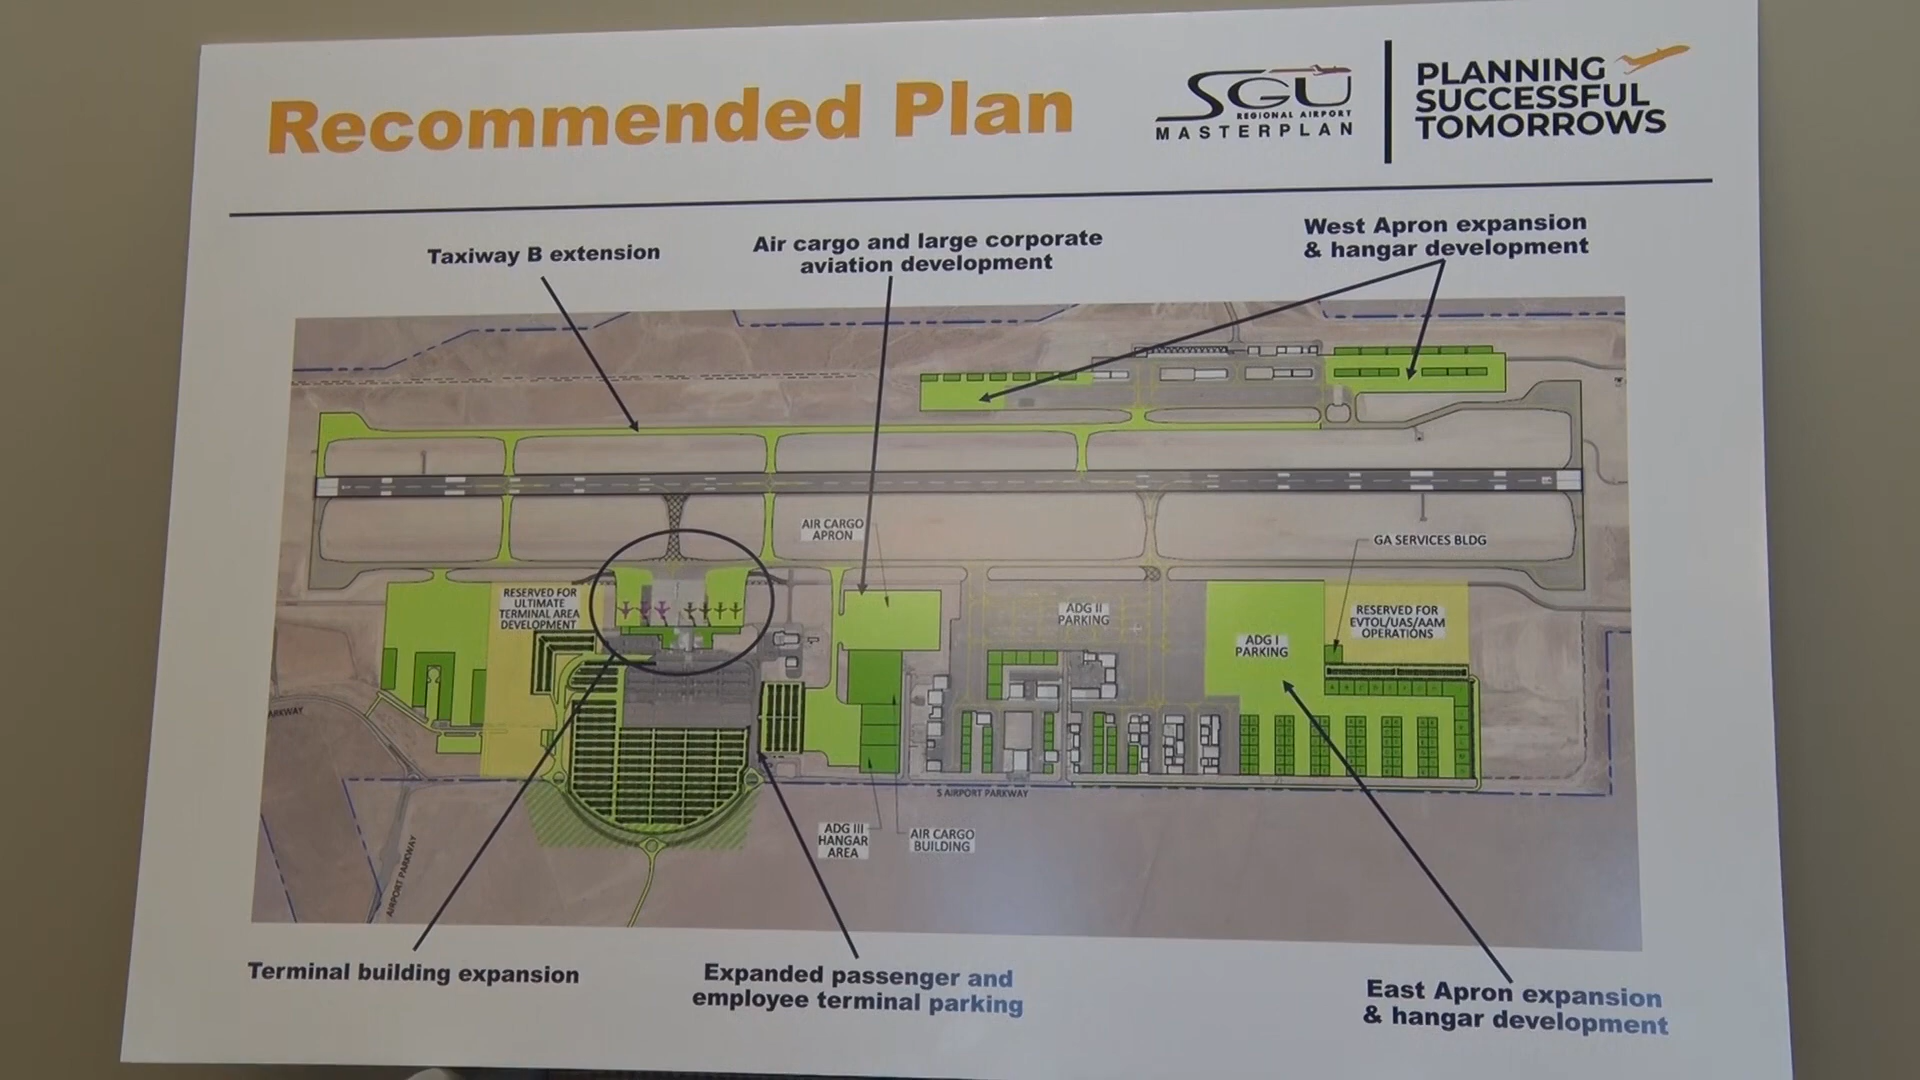 Recommended Plan
SGU
REGIONAL AIRPORT
MASTERPLAN
PLANNING
SUCCESSFUL
TOMORROWS
Taxiway B extension
Air cargo and large corporate
aviation development
West Apron expansion
& hangar development
AIR CARGO
APRON
GA SERVICES BLDG
RESERVED FOR
ULTIMATE
TERMINAL AREA
DEVELOPMENT
ADG II
PARKING
ADG I
PARKING
RESERVED FOR
EVTOL/UAS/AAM
OPERATIONS
ARKWAY
S AIRPORT PARKWAY
ADG III
HANGAR
AREA
AIR CARGO
BUILDING
AIRPORT PARKWAY
Terminal building expansion
Expanded passenger and
employee terminal parking
East Apron expansion
& hangar development